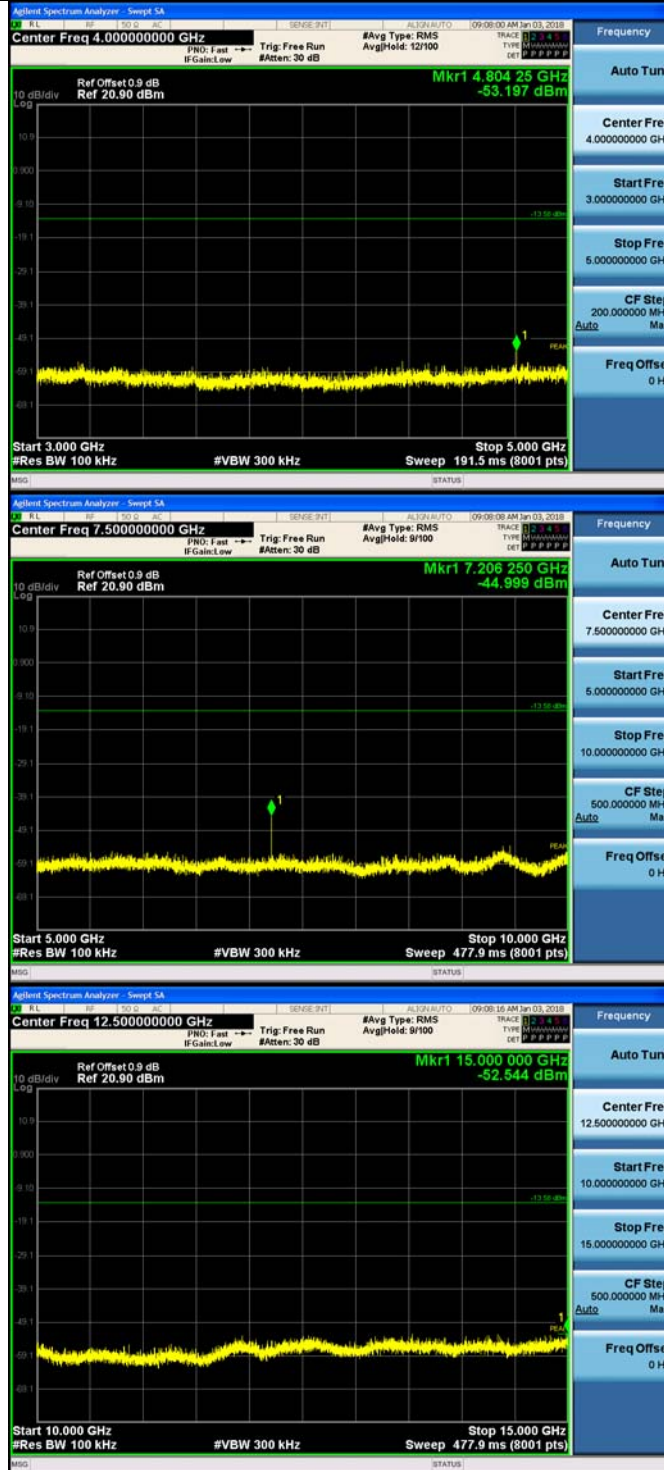 Agilent Spectrum Analyzer - Swept SA
RL RF 50 Ω AC SENSE:INT ALIGN AUTO 09:08:00 AM Jan 03, 2018
Center Freq 4.000000000 GHz
PNO: Fast
IFGain:Low
Trig: Free Run
#Atten: 30 dB
#Avg Type: RMS
Avg|Hold: 12/100
TRACE 1 2 3 4 5
TYPE
DET P P P P P P
Ref Offset 0.9 dB
10 dB/div Ref 20.90 dBm
Log
Mkr1 4.804 25 GHz
-53.197 dBm
10.9
0.900
-9.10
-13.50 dBm
-19.1
-29.1
-39.1
-49.1
1
PEAK
-59.1
-69.1
Start 3.000 GHz Stop 5.000 GHz
#Res BW 100 kHz #VBW 300 kHz Sweep 191.5 ms (8001 pts)
MSG STATUS
Frequency
Auto Tun
Center Fre
4.000000000 GH
Start Fre
3.000000000 GH
Stop Fre
5.000000000 GH
CF Ste
200.000000 MH
Auto Ma
Freq Offse
0 H
Agilent Spectrum Analyzer - Swept SA
RL RF 50 Ω AC SENSE:INT ALIGN AUTO 09:08:08 AM Jan 03, 2018
Center Freq 7.500000000 GHz
PNO: Fast
IFGain:Low
Trig: Free Run
#Atten: 30 dB
#Avg Type: RMS
Avg|Hold: 9/100
TRACE 1 2 3 4 5
TYPE
DET P P P P P P
Ref Offset 0.9 dB
10 dB/div Ref 20.90 dBm
Log
Mkr1 7.206 250 GHz
-44.999 dBm
10.9
0.900
-9.10
-13.50 dBm
-19.1
-29.1
-39.1
1
-49.1
PEAK
-59.1
-69.1
Start 5.000 GHz Stop 10.000 GHz
#Res BW 100 kHz #VBW 300 kHz Sweep 477.9 ms (8001 pts)
MSG STATUS
Frequency
Auto Tun
Center Fre
7.500000000 GH
Start Fre
5.000000000 GH
Stop Fre
10.000000000 GH
CF Ste
500.000000 MH
Auto Ma
Freq Offse
0 H
Agilent Spectrum Analyzer - Swept SA
RL RF 50 Ω AC SENSE:INT ALIGN AUTO 09:08:16 AM Jan 03, 2018
Center Freq 12.500000000 GHz
PNO: Fast
IFGain:Low
Trig: Free Run
#Atten: 30 dB
#Avg Type: RMS
Avg|Hold: 9/100
TRACE 1 2 3 4 5
TYPE
DET P P P P P P
Ref Offset 0.9 dB
10 dB/div Ref 20.90 dBm
Log
Mkr1 15.000 000 GHz
-52.544 dBm
10.9
0.900
-9.10
-13.50 dBm
-19.1
-29.1
-39.1
-49.1
1
PEAK
-59.1
-69.1
Start 10.000 GHz Stop 15.000 GHz
#Res BW 100 kHz #VBW 300 kHz Sweep 477.9 ms (8001 pts)
MSG STATUS
Frequency
Auto Tun
Center Fre
12.500000000 GH
Start Fre
10.000000000 GH
Stop Fre
15.000000000 GH
CF Ste
500.000000 MH
Auto Ma
Freq Offse
0 H